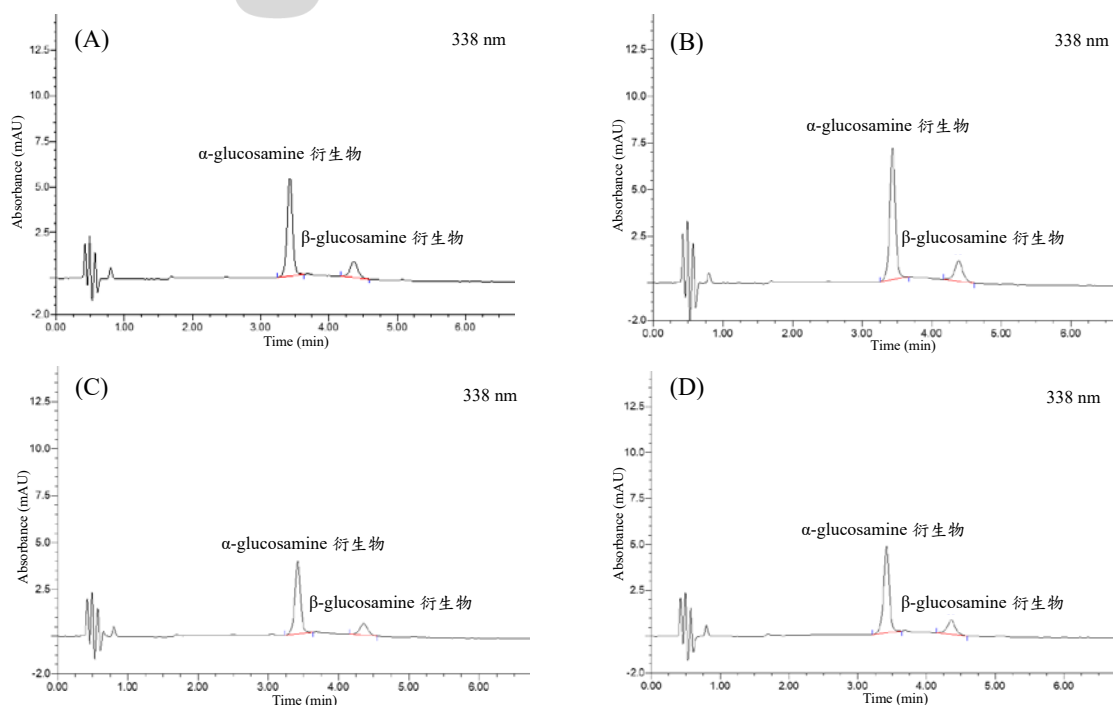 (A)
338 nm
12.5
10.0
7.5
5.0
2.5
-2.0
Absorbance (mAU)
α-glucosamine 衍生物
β-glucosamine 衍生物
0.00 1.00 2.00 3.00 4.00 5.00 6.00
Time (min)
(B)
338 nm
12.5
10.0
7.5
5.0
2.5
-2.0
Absorbance (mAU)
α-glucosamine 衍生物
β-glucosamine 衍生物
0.00 1.00 2.00 3.00 4.00 5.00 6.00
Time (min)
(C)
338 nm
12.5
10.0
7.5
5.0
2.5
-2.0
Absorbance (mAU)
α-glucosamine 衍生物
β-glucosamine 衍生物
0.00 1.00 2.00 3.00 4.00 5.00 6.00
Time (min)
(D)
338 nm
12.5
10.0
7.5
5.0
2.5
-2.0
Absorbance (mAU)
α-glucosamine 衍生物
β-glucosamine 衍生物
0.00 1.00 2.00 3.00 4.00 5.00 6.00
Time (min)